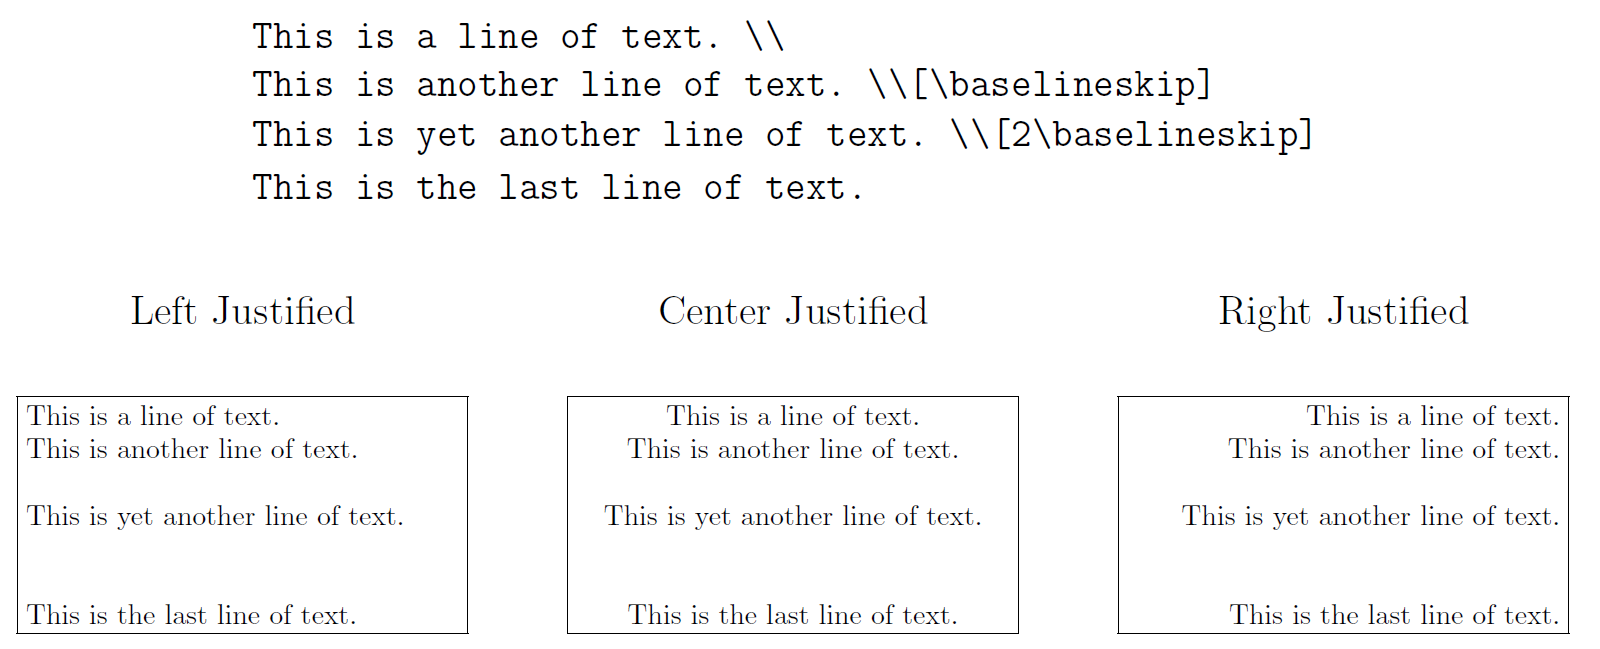 This is a line of text. \\
This is another line of text. \\[\baselineskip]
This is yet another line of text. \\[2\baselineskip]
This is the last line of text.
Left Justified
This is a line of text.
This is another line of text.
This is yet another line of text.
This is the last line of text.
Center Justified
This is a line of text.
This is another line of text.
This is yet another line of text.
This is the last line of text.
Right Justified
This is a line of text.
This is another line of text.
This is yet another line of text.
This is the last line of text.